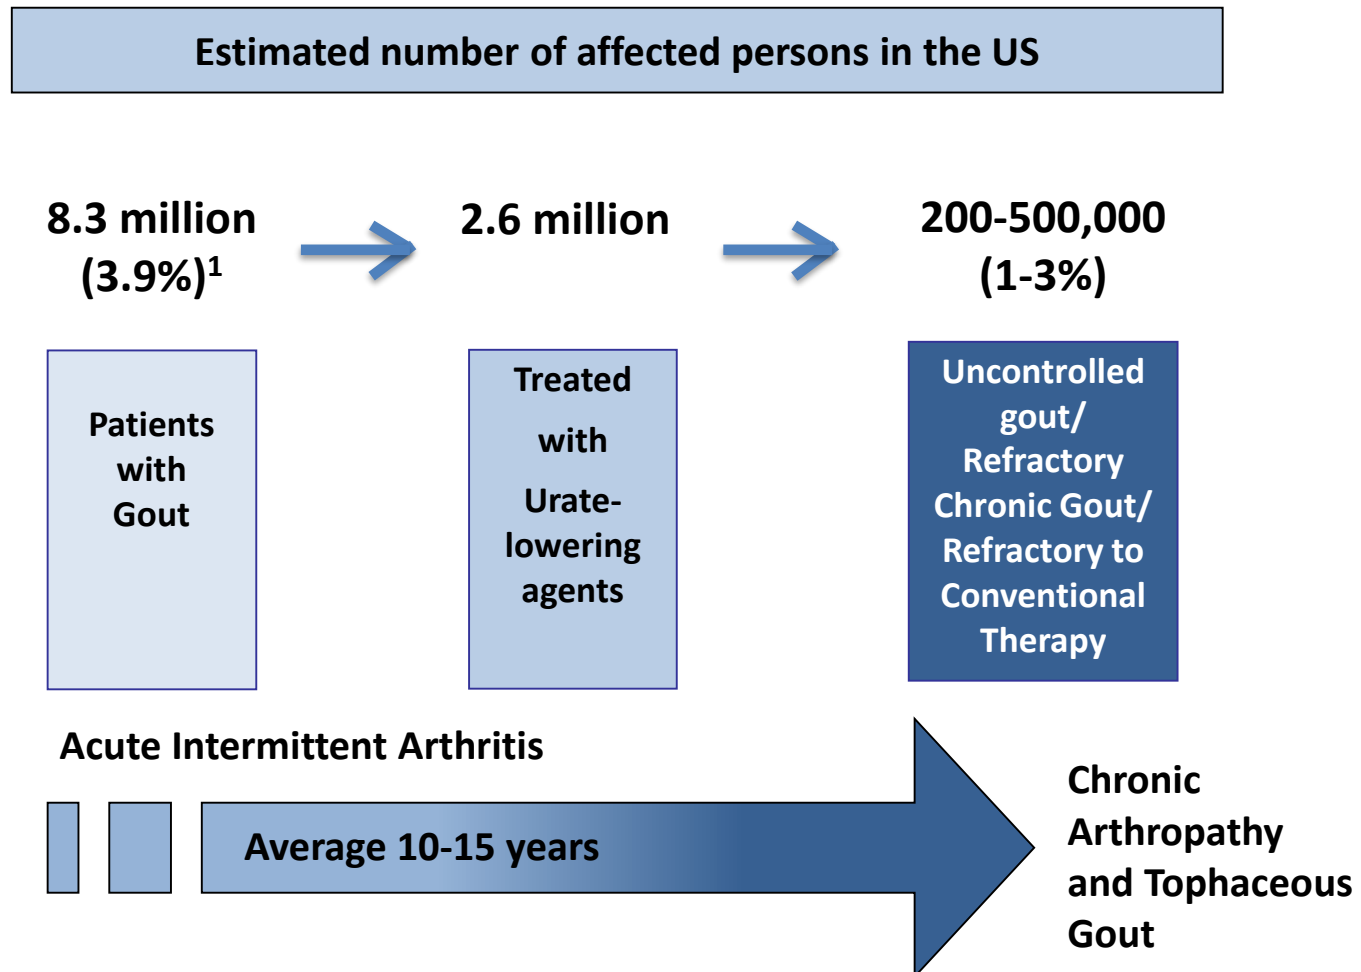 Estimated number of affected persons in the US
8.3 million
(3.9%)1
2.6 million
200-500,000
(1-3%)
Patients
with
Gout
Treated
with
Urate-
lowering
agents
Uncontrolled
gout/
Refractory
Chronic Gout/
Refractory to
Conventional
Therapy
Acute Intermittent Arthritis
Average 10-15 years
Chronic
Arthropathy
and Tophaceous
Gout